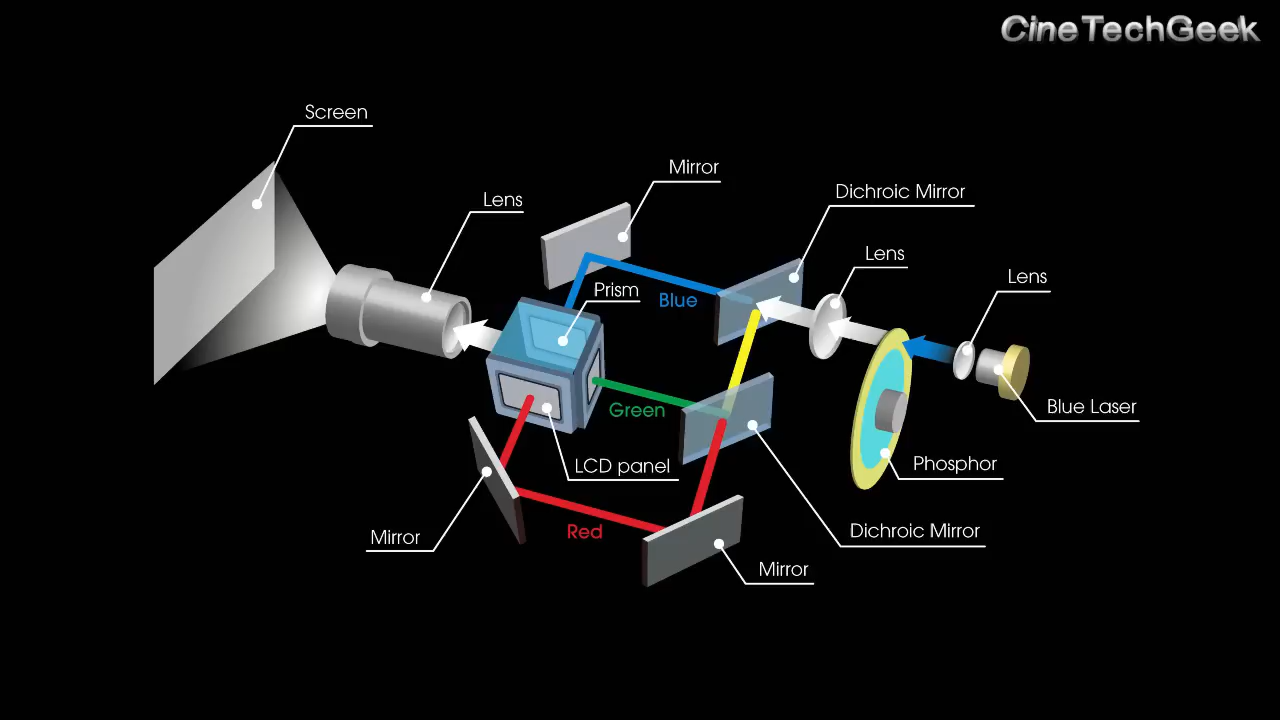 CineTechGeek
Screen
Mirror
Dichroic Mirror
Lens
Lens
Lens
Prism
Blue
Green
Blue Laser
LCD panel
Phosphor
Red
Mirror
Dichroic Mirror
Mirror